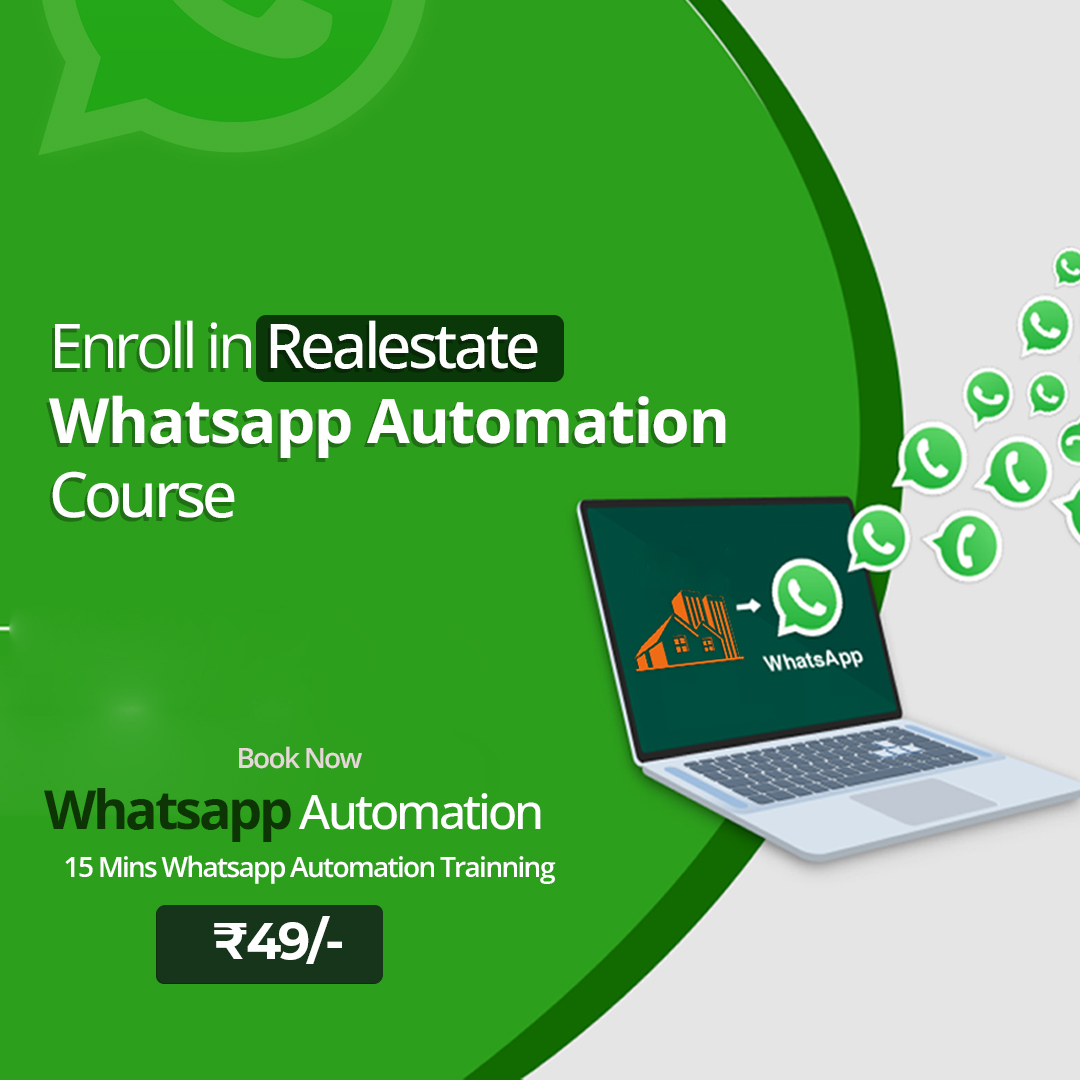 Enroll in Realestate
Whatsapp Automation
Course
WhatsApp
Book Now
Whatsapp Automation
15 Mins Whatsapp Automation Trainning
₹49/-